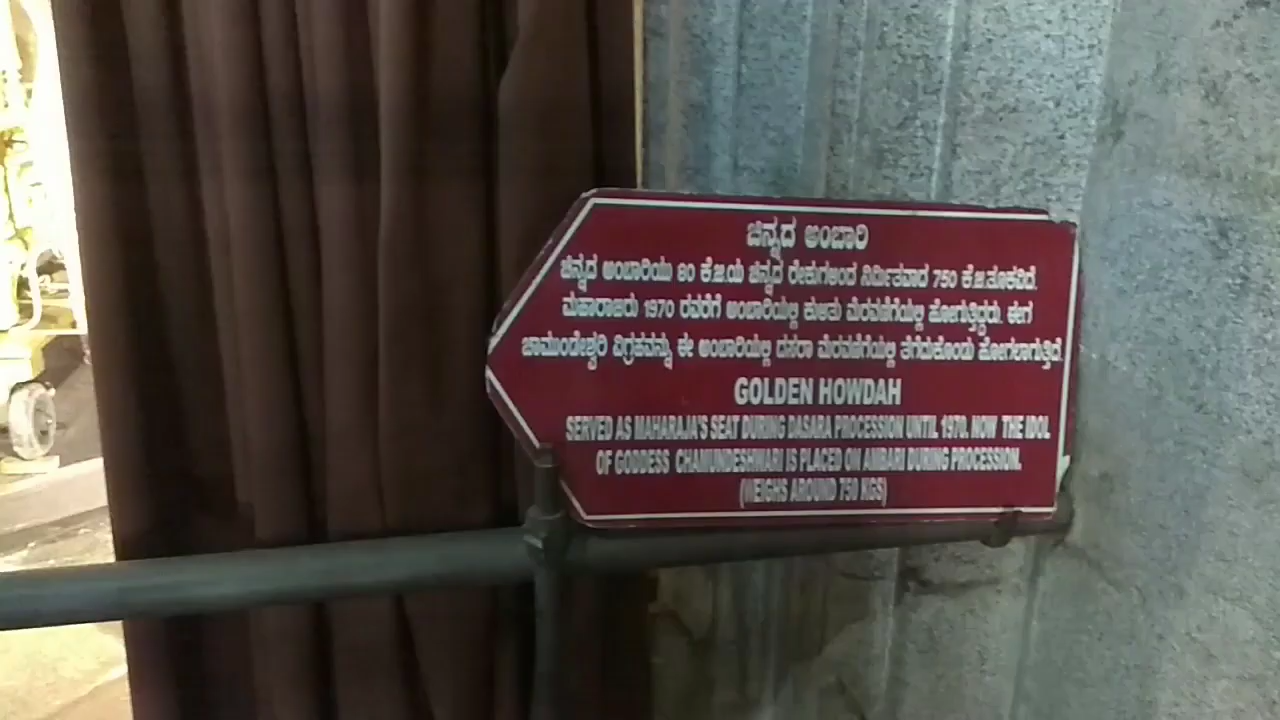 ಚಿನ್ನದ ಅಂಬಾರಿ
ಚಿನ್ನದ ಅಂಬಾರಿಯು 80 ಕೆ.ಜಿ.ಯ ಚಿನ್ನದ ರೇಕುಗಳಿಂದ ನಿರ್ಮಿತವಾದ 750 ಕೆ.ಜಿ.ತೂಕವಿದೆ.
ಮಹಾರಾಜರು 1970 ರವರೆಗೆ ಅಂಬಾರಿಯಲ್ಲಿ ಕುಳಿತು ಮೆರವಣಿಗೆಯಲ್ಲಿ ಹೋಗುತ್ತಿದ್ದರು. ಈಗ
ಚಾಮುಂಡೇಶ್ವರಿ ವಿಗ್ರಹವನ್ನು ಈ ಅಂಬಾರಿಯಲ್ಲಿ ದಸರಾ ಮೆರವಣಿಗೆಯಲ್ಲಿ ತೆಗೆದುಕೊಂಡು ಹೋಗಲಾಗುತ್ತಿದೆ.
GOLDEN HOWDAH
SERVED AS MAHARAJA'S SEAT DURING DASARA PROCESSION UNTIL 1970. NOW THE IDOL
OF GODDESS CHAMUNDESHWARI IS PLACED ON AMBARI DURING PROCESSION.
(WEIGHS AROUND 750 KGS)